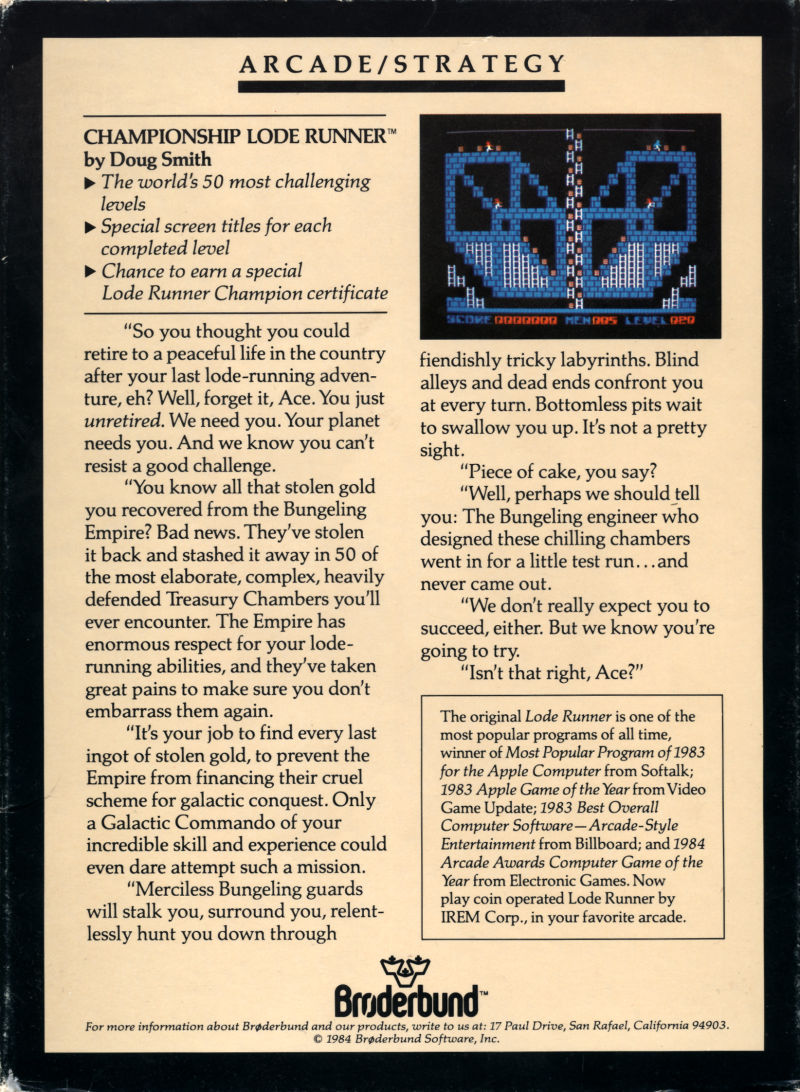 ARCADE/STRATEGY
CHAMPIONSHIP LODE RUNNER™
by Doug Smith
▶ The world's 50 most challenging
levels
▶ Special screen titles for each
completed level
▶ Chance to earn a special
Lode Runner Champion certificate
"So you thought you could
retire to a peaceful life in the country
after your last lode-running adven-
ture, eh? Well, forget it, Ace. You just
unretired. We need you. Your planet
needs you. And we know you can't
resist a good challenge.
"You know all that stolen gold
you recovered from the Bungeling
Empire? Bad news. They've stolen
it back and stashed it away in 50 of
the most elaborate, complex, heavily
defended Treasury Chambers you'll
ever encounter. The Empire has
enormous respect for your lode-
running abilities, and they've taken
great pains to make sure you don't
embarrass them again.
"It's your job to find every last
ingot of stolen gold, to prevent the
Empire from financing their cruel
scheme for galactic conquest. Only
a Galactic Commando of your
incredible skill and experience could
even dare attempt such a mission.
"Merciless Bungeling guards
will stalk you, surround you, relent-
lessly hunt you down through
SCORE 0000000 MEN 005 LEVEL 020
fiendishly tricky labyrinths. Blind
alleys and dead ends confront you
at every turn. Bottomless pits wait
to swallow you up. It's not a pretty
sight.
"Piece of cake, you say?
"Well, perhaps we should tell
you: The Bungeling engineer who
designed these chilling chambers
went in for a little test run...and
never came out.
"We don't really expect you to
succeed, either. But we know you're
going to try.
"Isn't that right, Ace?"
The original Lode Runner is one of the
most popular programs of all time,
winner of Most Popular Program of 1983
for the Apple Computer from Softalk;
1983 Apple Game of the Year from Video
Game Update; 1983 Best Overall
Computer Software—Arcade-Style
Entertainment from Billboard; and 1984
Arcade Awards Computer Game of the
Year from Electronic Games. Now
play coin operated Lode Runner by
IREM Corp., in your favorite arcade.
Brøderbund™
For more information about Brøderbund and our products, write to us at: 17 Paul Drive, San Rafael, California 94903.
© 1984 Brøderbund Software, Inc.